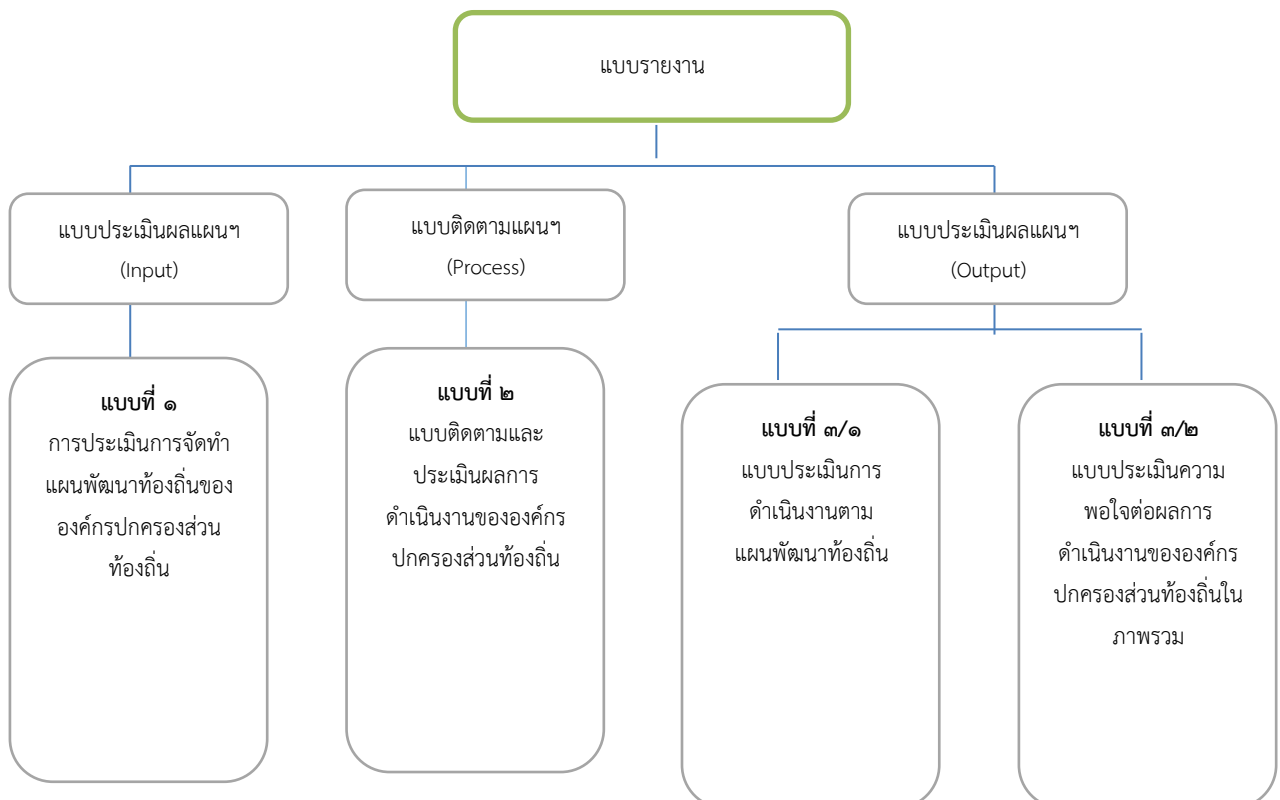 แบบรายงาน
แบบประเมินผลแผนฯ
(Input)
แบบติดตามแผนฯ
(Process)
แบบประเมินผลแผนฯ
(Output)
แบบที่ ๑
การประเมินการจัดทำ
แผนพัฒนาท้องถิ่นของ
องค์กรปกครองส่วน
ท้องถิ่น
แบบที่ ๒
แบบติดตามและ
ประเมินผลการ
ดำเนินงานขององค์กร
ปกครองส่วนท้องถิ่น
แบบที่ ๓/๑
แบบประเมินการ
ดำเนินงานตาม
แผนพัฒนาท้องถิ่น
แบบที่ ๓/๒
แบบประเมินความ
พอใจต่อผลการ
ดำเนินงานขององค์กร
ปกครองส่วนท้องถิ่นใน
ภาพรวม